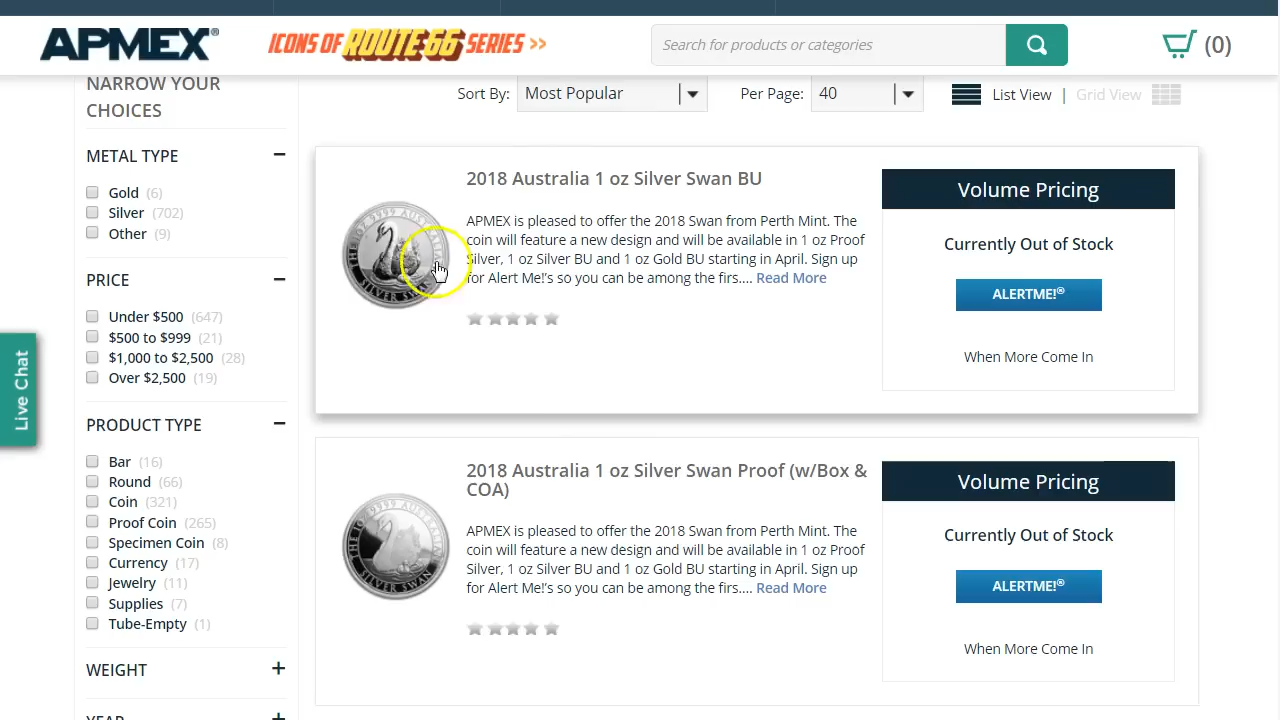 APMEX®
ICONS OF ROUTE 66 SERIES >>
Search for products or categories
(0)
NARROW YOUR
CHOICES
Sort By: Most Popular
Per Page: 40
List View | Grid View
METAL TYPE
Gold (6)
Silver (702)
Other (9)
PRICE
Under $500 (647)
$500 to $999 (21)
$1,000 to $2,500 (28)
Over $2,500 (19)
PRODUCT TYPE
Bar (16)
Round (66)
Coin (321)
Proof Coin (265)
Specimen Coin (8)
Currency (17)
Jewelry (11)
Supplies (7)
Tube-Empty (1)
WEIGHT
YEAR
Live Chat
2018 Australia 1 oz Silver Swan BU
APMEX is pleased to offer the 2018 Swan from Perth Mint. The
coin will feature a new design and will be available in 1 oz Proof
Silver, 1 oz Silver BU and 1 oz Gold BU starting in April. Sign up
for Alert Me!'s so you can be among the firs.... Read More
Volume Pricing
Currently Out of Stock
ALERTME!®
When More Come In
2018 Australia 1 oz Silver Swan Proof (w/Box &
COA)
APMEX is pleased to offer the 2018 Swan from Perth Mint. The
coin will feature a new design and will be available in 1 oz Proof
Silver, 1 oz Silver BU and 1 oz Gold BU starting in April. Sign up
for Alert Me!'s so you can be among the firs.... Read More
Volume Pricing
Currently Out of Stock
ALERTME!®
When More Come In